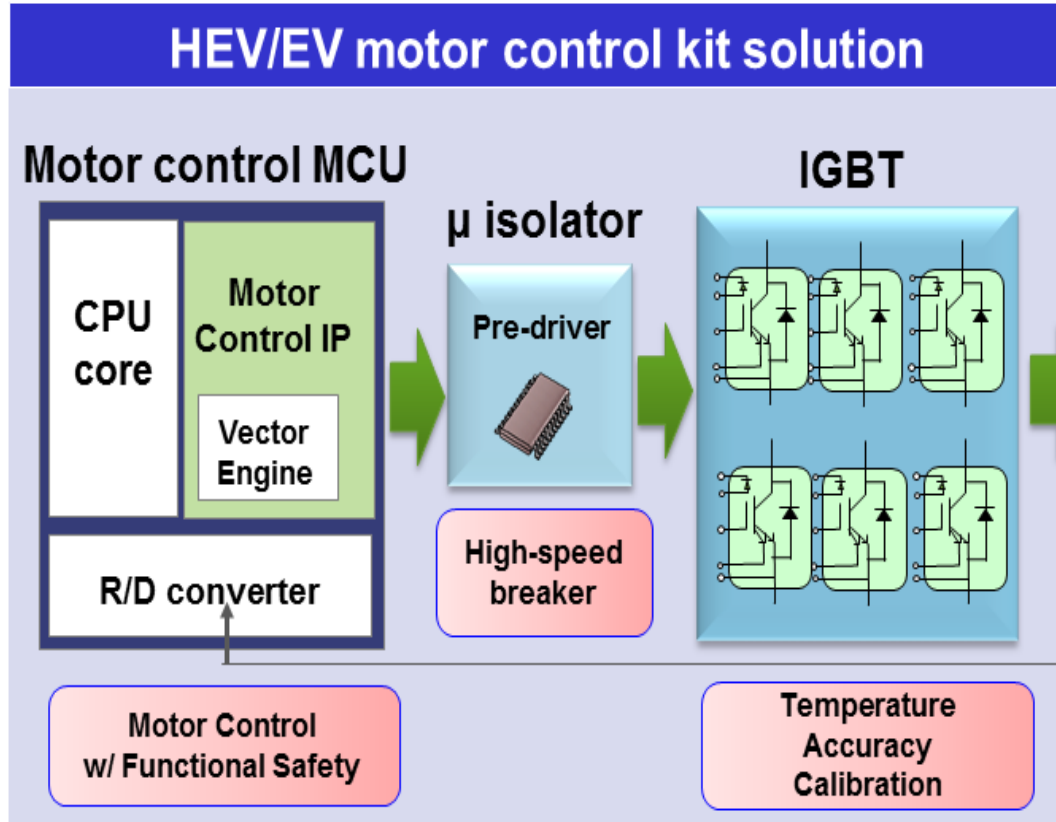 HEV/EV motor control kit solution
Motor control MCU
CPU
core
Motor
Control IP
Vector
Engine
R/D converter
Motor Control
w/ Functional Safety
µ isolator
Pre-driver
High-speed
breaker
IGBT
Temperature
Accuracy
Calibration